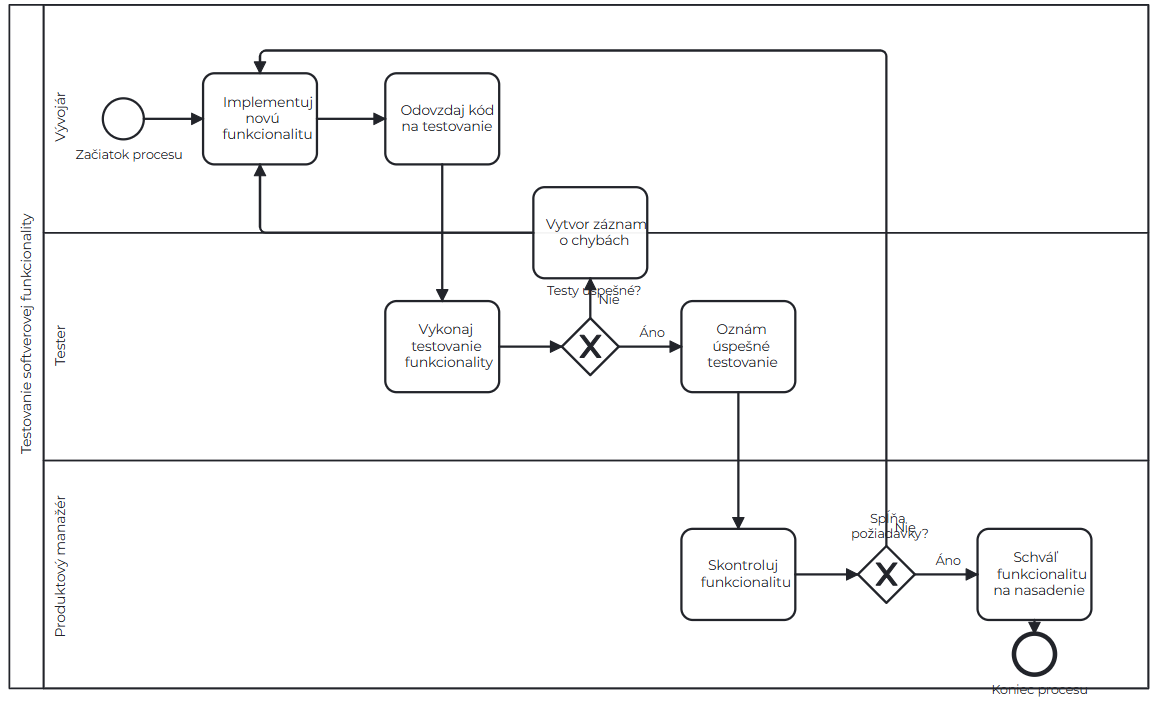 Testovanie softverovej funkcionality
Vývojár
Začiatok procesu
Implementuj
novú
funkcionalitu
Odovzdaj kód
na testovanie
Vytvor záznam
o chybách
Tester
Vykonaj
testovanie
funkcionality
Testy úspešné?
Nie
Áno
Oznám
úspešné
testovanie
Produktový manažér
Skontroluj
funkcionalitu
Spĺňa
požiadavky?
Nie
Áno
Schváľ
funkcionalitu
na nasadenie
Koniec procesu